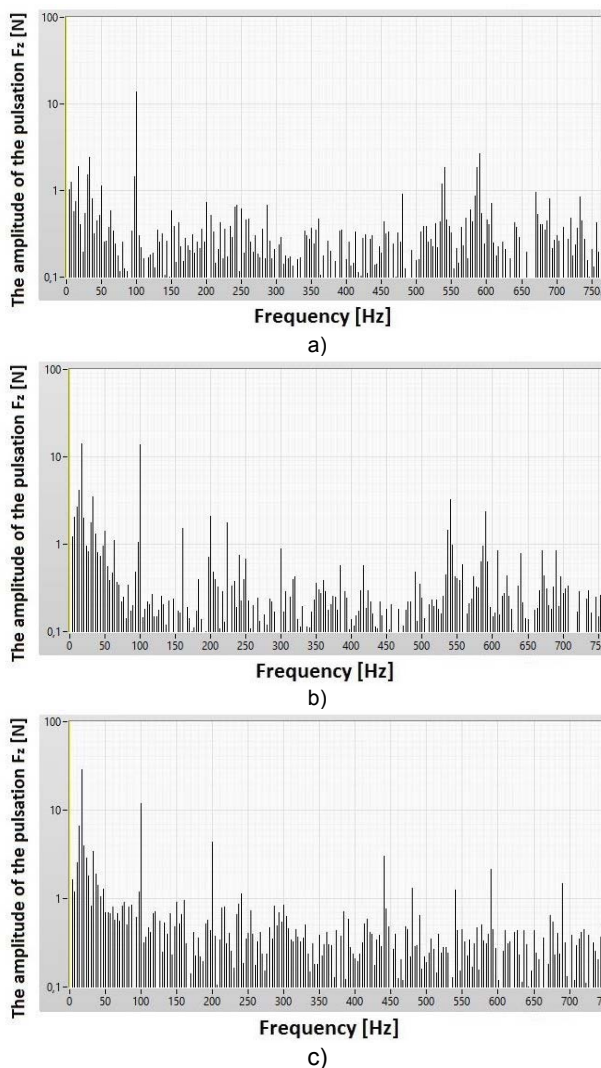 The amplitude of the pulsation Fz [N]
100
10
1
0,1
0 50 100 150 200 250 300 350 400 450 500 550 600 650 700 750
Frequency [Hz]
a)
The amplitude of the pulsation Fz [N]
100
10
1
0,1
0 50 100 150 200 250 300 350 400 450 500 550 600 650 700 75
Frequency [Hz]
b)
The amplitude of the pulsation Fz [N]
100
10
1
0,1
0 50 100 150 200 250 300 350 400 450 500 550 600 650 700
Frequency [Hz]
c)